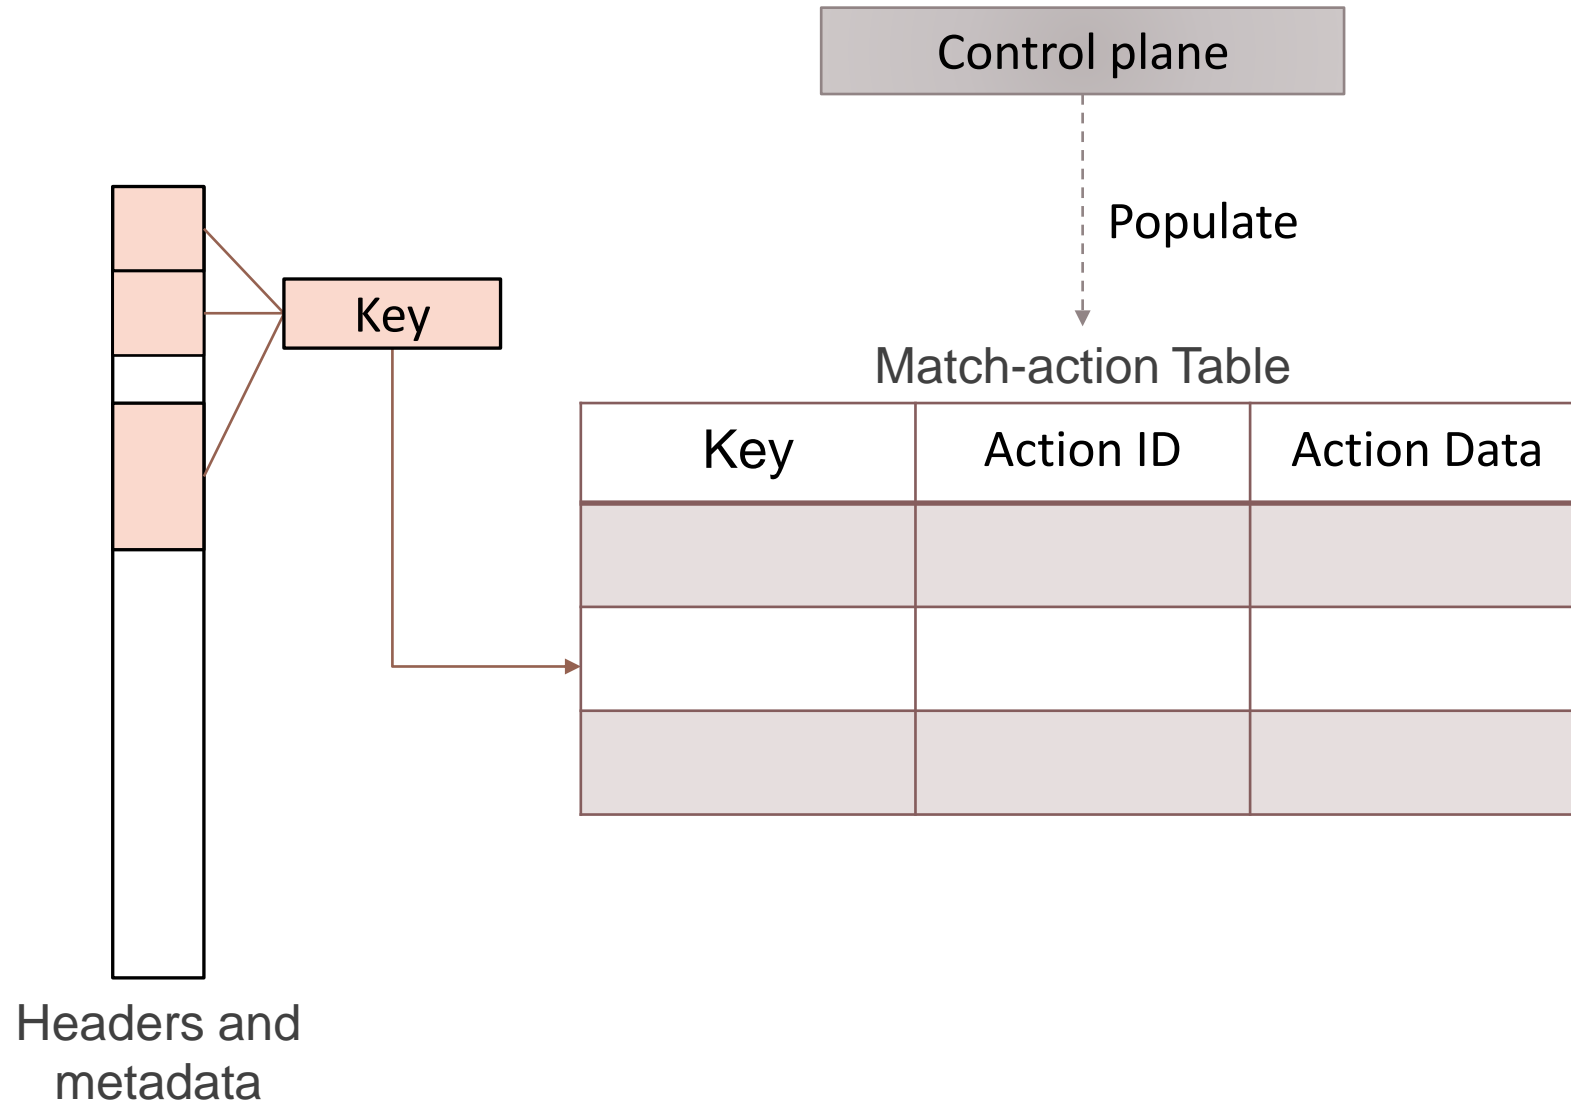 Control plane
Populate
Key
Match-action Table
Key Action ID Action Data
Headers and
metadata